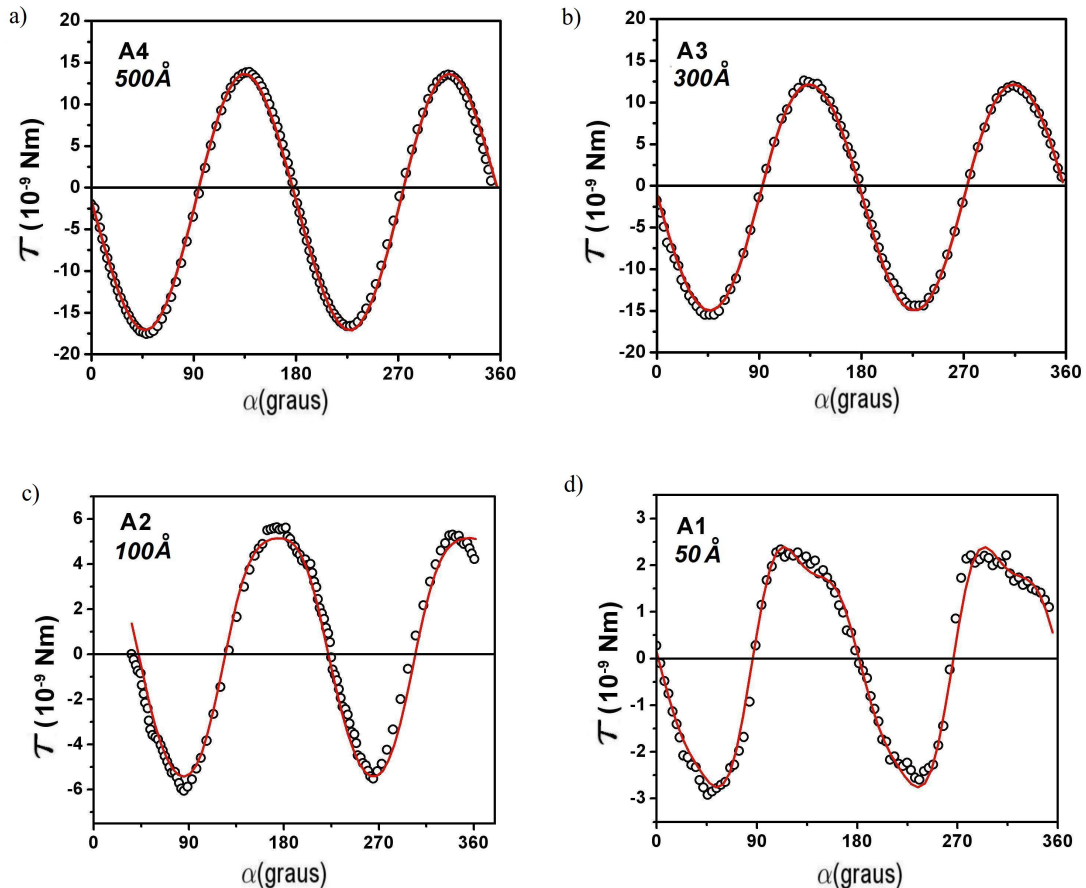 a)
A4
500Å
20
15
10
5
0
-5
-10
-15
-20
0 90 180 270 360
τ (10⁻⁹ Nm)
α(graus)
b)
A3
300Å
20
15
10
5
0
-5
-10
-15
-20
0 90 180 270 360
τ (10⁻⁹ Nm)
α(graus)
c)
A2
100Å
6
4
2
0
-2
-4
-6
0 90 180 270 360
τ (10⁻⁹ Nm)
α(graus)
d)
A1
50 Å
3
2
1
0
-1
-2
-3
0 90 180 270 360
τ (10⁻⁹ Nm)
α(graus)